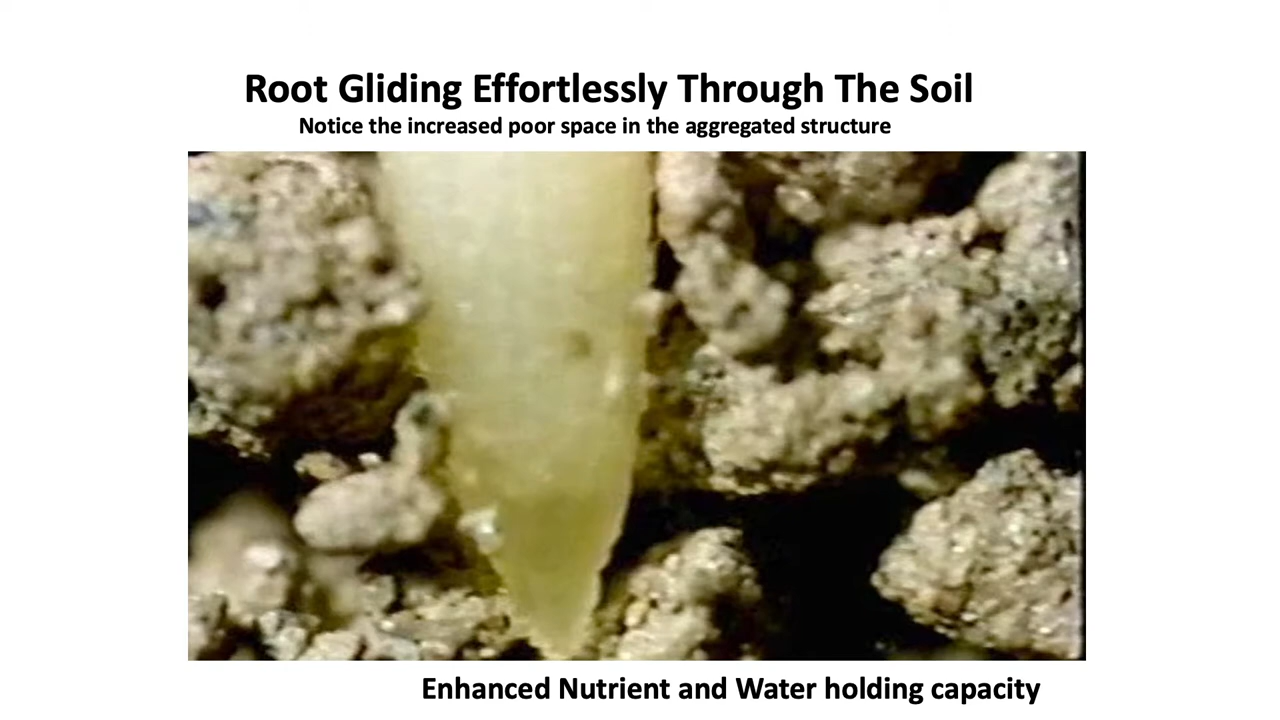 Root Gliding Effortlessly Through The Soil
Notice the increased poor space in the aggregated structure
Enhanced Nutrient and Water holding capacity